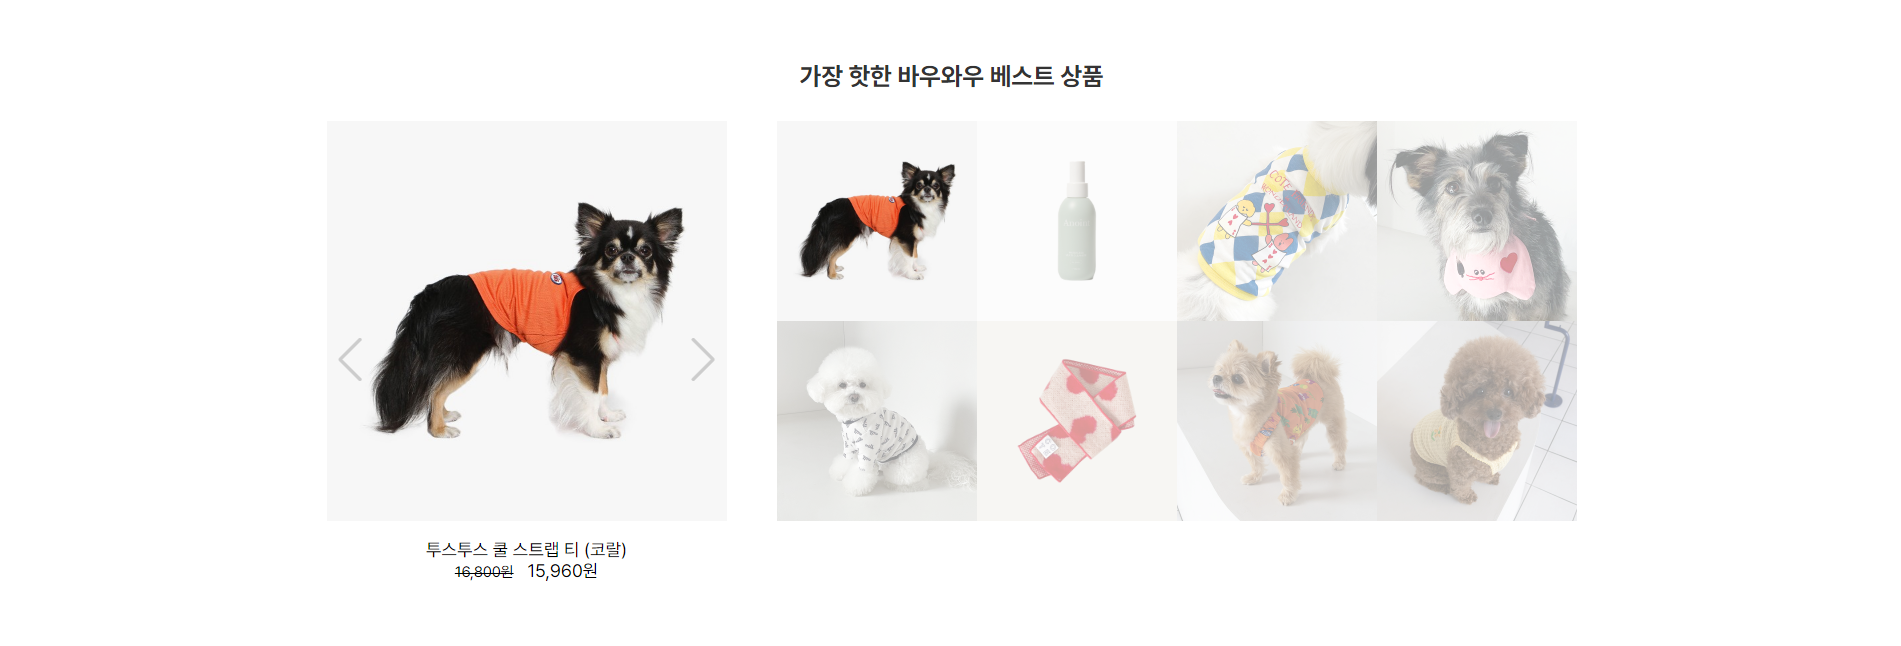 가장 핫한 바우와우 베스트 상품
투스투스 쿨 스트랩 티 (코랄)
16,800원 15,960원